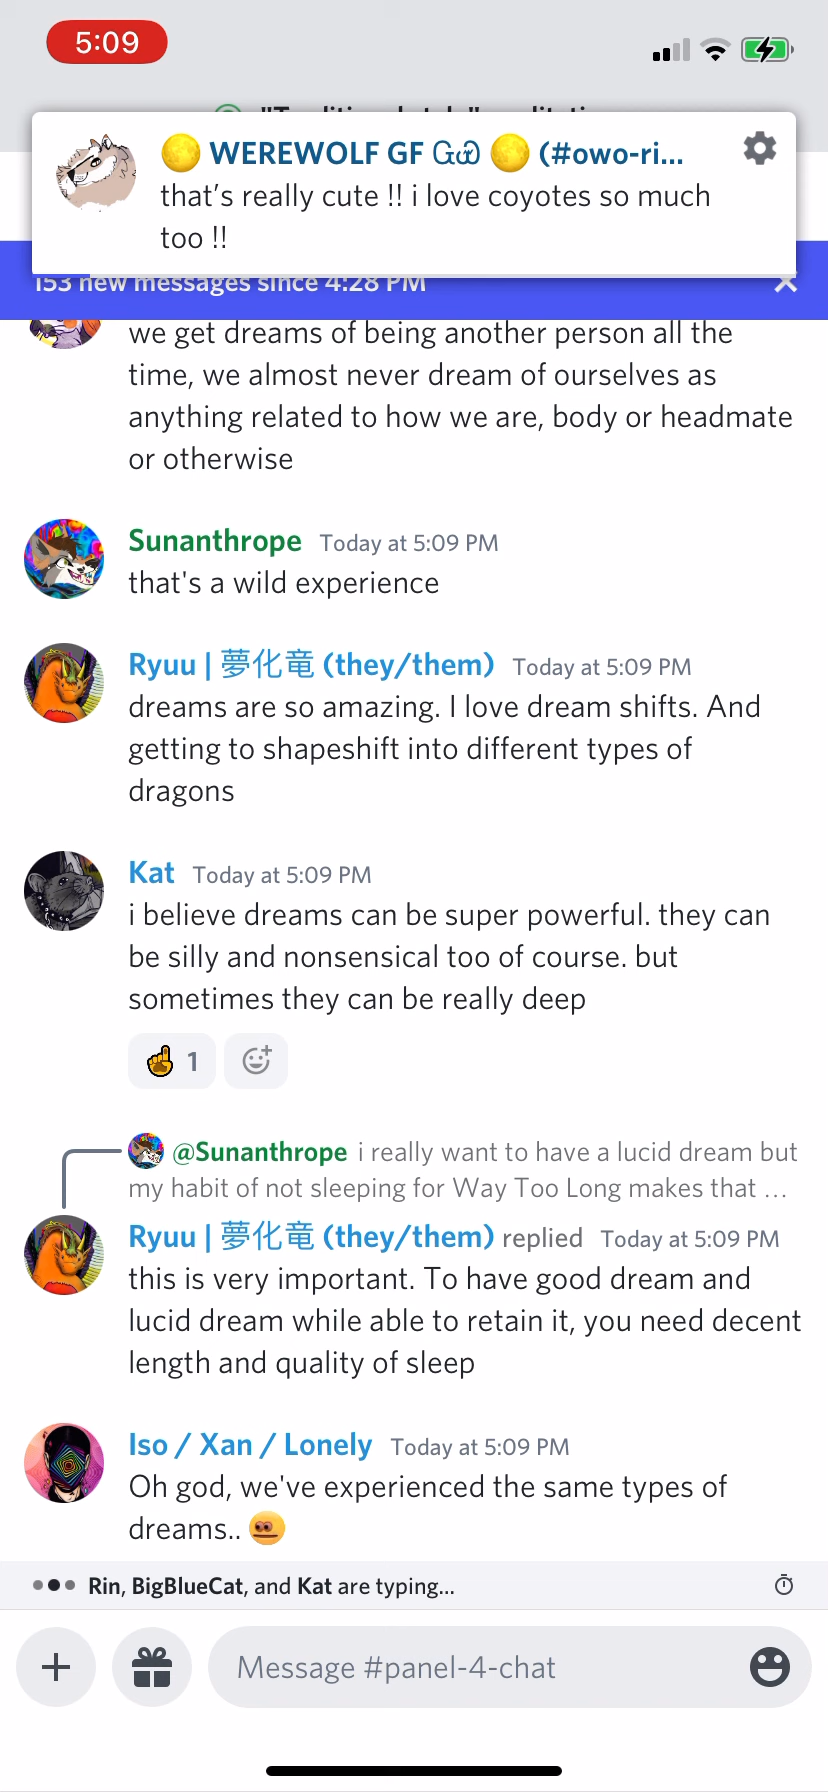 5:09
WEREWOLF GF
(#owo-ri...
that's really cute !! i love coyotes so much
too !!
153 new messages since 4:28 PM
we get dreams of being another person all the
time, we almost never dream of ourselves as
anything related to how we are, body or headmate
or otherwise
Sunanthrope Today at 5:09 PM
that's a wild experience
Ryuu | 夢化竜 (they/them) Today at 5:09 PM
dreams are so amazing. I love dream shifts. And
getting to shapeshift into different types of
dragons
Kat Today at 5:09 PM
i believe dreams can be super powerful. they can
be silly and nonsensical too of course. but
sometimes they can be really deep
☝ 1
@Sunanthrope i really want to have a lucid dream but
my habit of not sleeping for Way Too Long makes that ...
Ryuu | 夢化竜 (they/them) replied Today at 5:09 PM
this is very important. To have good dream and
lucid dream while able to retain it, you need decent
length and quality of sleep
Iso / Xan / Lonely Today at 5:09 PM
Oh god, we've experienced the same types of
dreams..
Rin, BigBlueCat, and Kat are typing...
Message #panel-4-chat